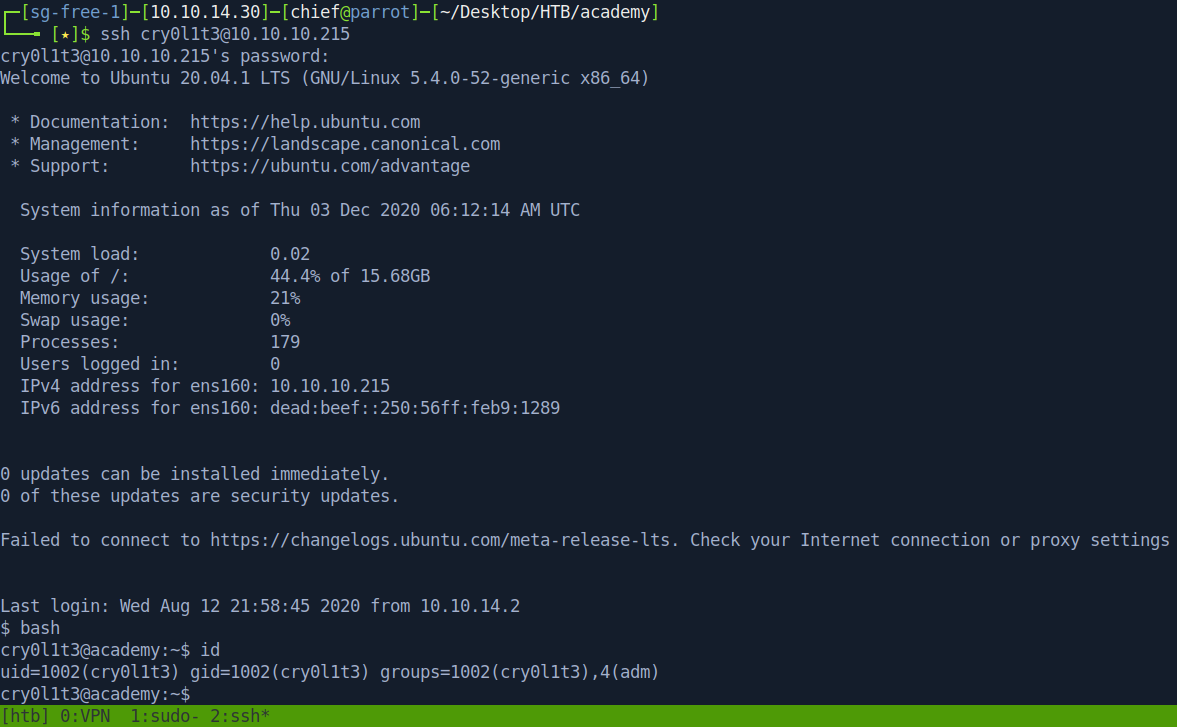 ┌─[sg-free-1]─[10.10.14.30]─[chief@parrot]─[~/Desktop/HTB/academy]
└──╼ [★]$ ssh cry0l1t3@10.10.10.215
cry0l1t3@10.10.10.215's password:
Welcome to Ubuntu 20.04.1 LTS (GNU/Linux 5.4.0-52-generic x86_64)

 * Documentation:  https://help.ubuntu.com
 * Management:     https://landscape.canonical.com
 * Support:        https://ubuntu.com/advantage

  System information as of Thu 03 Dec 2020 06:12:14 AM UTC

  System load:             0.02
  Usage of /:              44.4% of 15.68GB
  Memory usage:            21%
  Swap usage:              0%
  Processes:               179
  Users logged in:         0
  IPv4 address for ens160: 10.10.10.215
  IPv6 address for ens160: dead:beef::250:56ff:feb9:1289


0 updates can be installed immediately.
0 of these updates are security updates.

Failed to connect to https://changelogs.ubuntu.com/meta-release-lts. Check your Internet connection or proxy settings


Last login: Wed Aug 12 21:58:45 2020 from 10.10.14.2
$ bash
cry0l1t3@academy:~$ id
uid=1002(cry0l1t3) gid=1002(cry0l1t3) groups=1002(cry0l1t3),4(adm)
cry0l1t3@academy:~$
[htb] 0:VPN  1:sudo- 2:ssh*